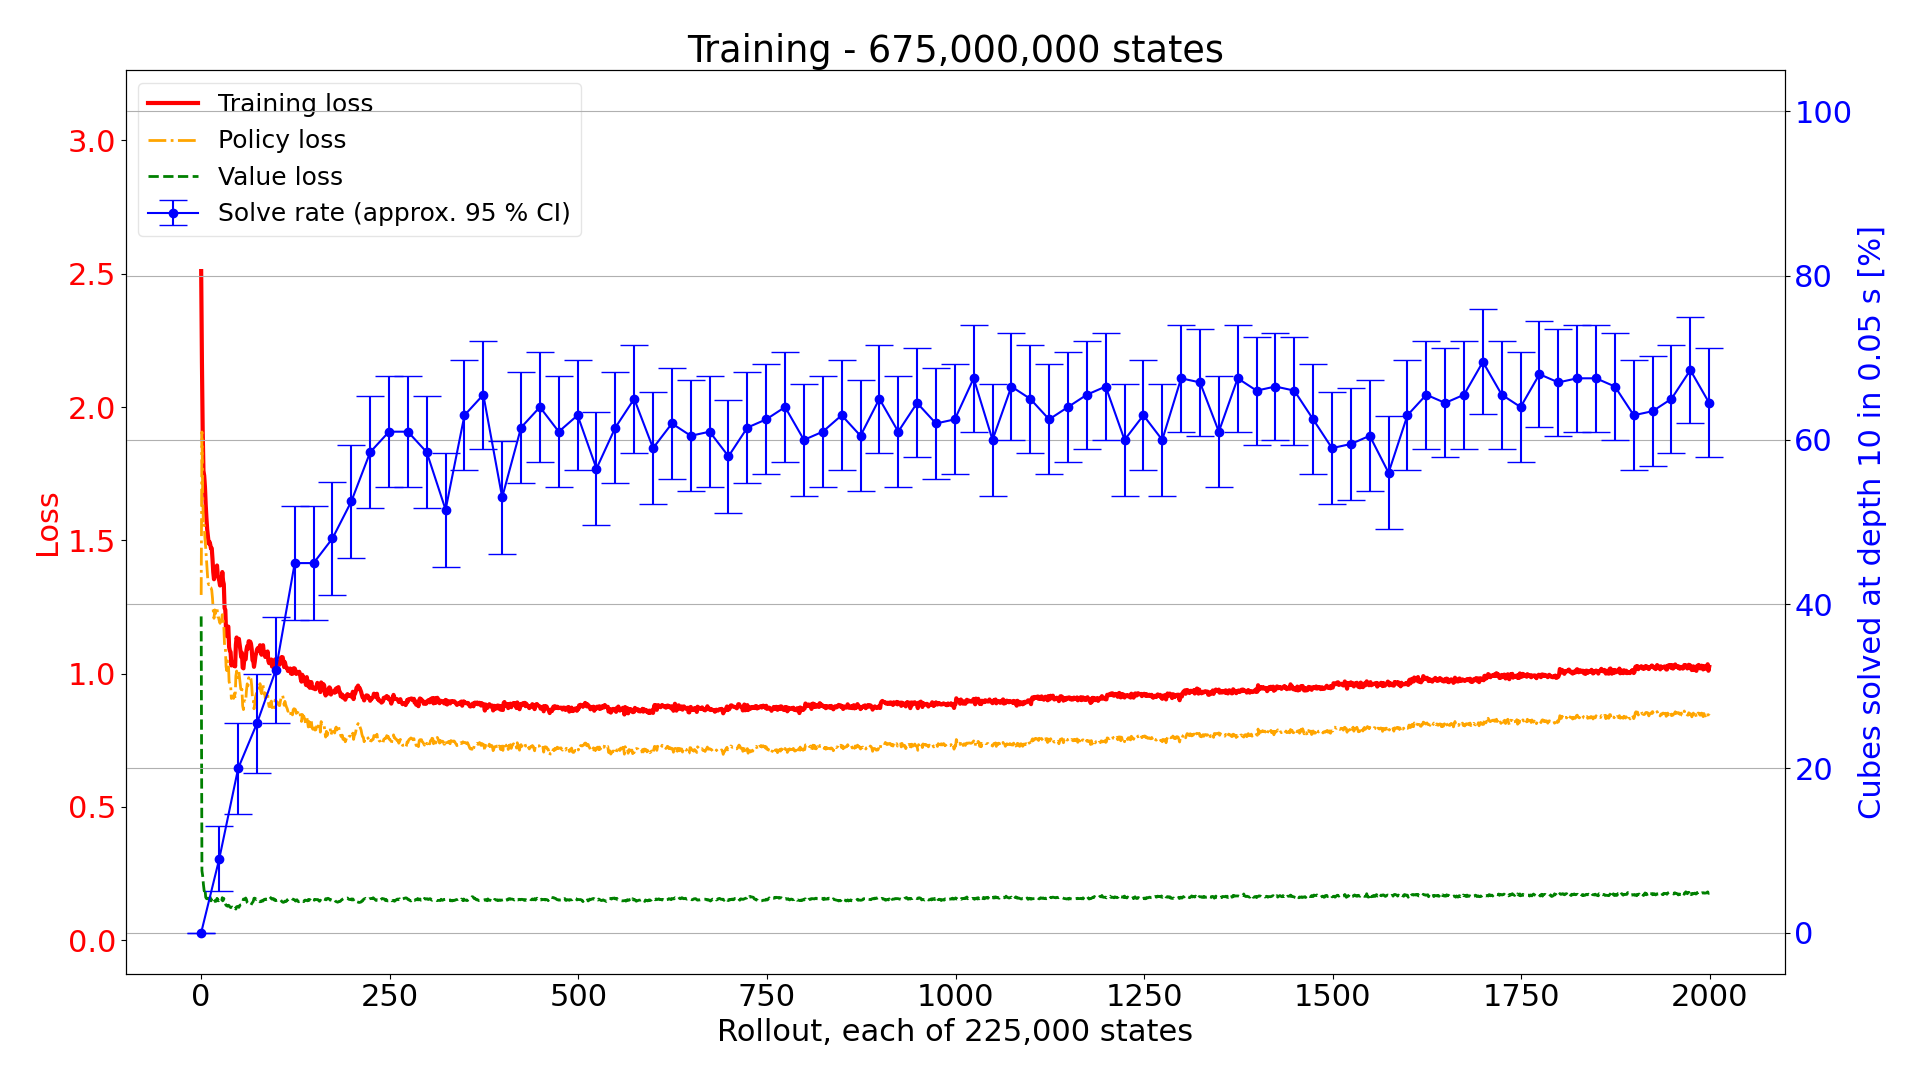 Training - 675,000,000 states
Training loss
Policy loss
Value loss
Solve rate (approx. 95 % CI)
Loss
3.0
2.5
2.0
1.5
1.0
0.5
0.0
100
80
60
40
20
0
Cubes solved at depth 10 in 0.05 s [%]
0 250 500 750 1000 1250 1500 1750 2000
Rollout, each of 225,000 states